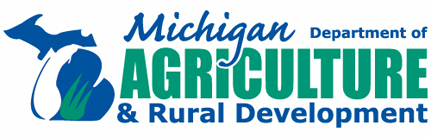 Michigan Department of
AGRICULTURE
& Rural Development